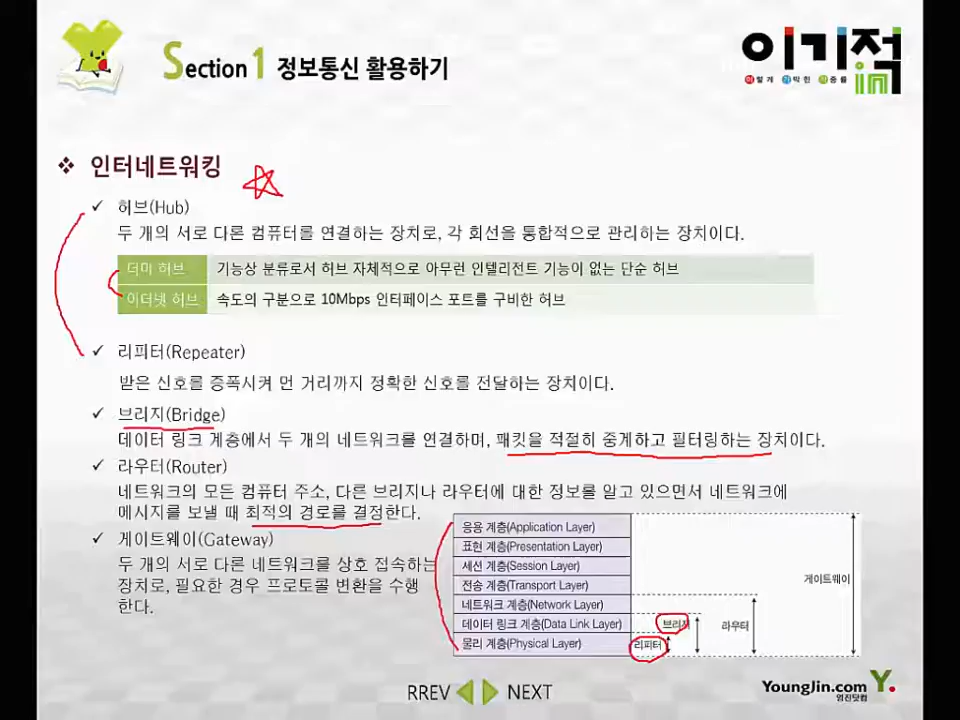 Section 1 정보통신 활용하기
이기적in
이렇게 기막힌 적중률
❖ 인터네트워킹
✓ 허브(Hub)
두 개의 서로 다른 컴퓨터를 연결하는 장치로, 각 회선을 통합적으로 관리하는 장치이다.
더미 허브 기능상 분류로서 허브 자체적으로 아무런 인텔리전트 기능이 없는 단순 허브
이더넷 허브 속도의 구분으로 10Mbps 인터페이스 포트를 구비한 허브
✓ 리피터(Repeater)
받은 신호를 증폭시켜 먼 거리까지 정확한 신호를 전달하는 장치이다.
✓ 브리지(Bridge)
데이터 링크 계층에서 두 개의 네트워크를 연결하며, 패킷을 적절히 중계하고 필터링하는 장치이다.
✓ 라우터(Router)
네트워크의 모든 컴퓨터 주소, 다른 브리지나 라우터에 대한 정보를 알고 있으면서 네트워크에
메시지를 보낼 때 최적의 경로를 결정한다.
✓ 게이트웨이(Gateway)
두 개의 서로 다른 네트워크를 상호 접속하는
장치로, 필요한 경우 프로토콜 변환을 수행
한다.
응용 계층(Application Layer)
표현 계층(Presentation Layer)
세션 계층(Session Layer)
전송 계층(Transport Layer)
네트워크 계층(Network Layer)
데이터 링크 계층(Data Link Layer)
물리 계층(Physical Layer)
게이트웨이
라우터
브리지
리피터
RREV NEXT
YoungJin.com Y.
영진닷컴